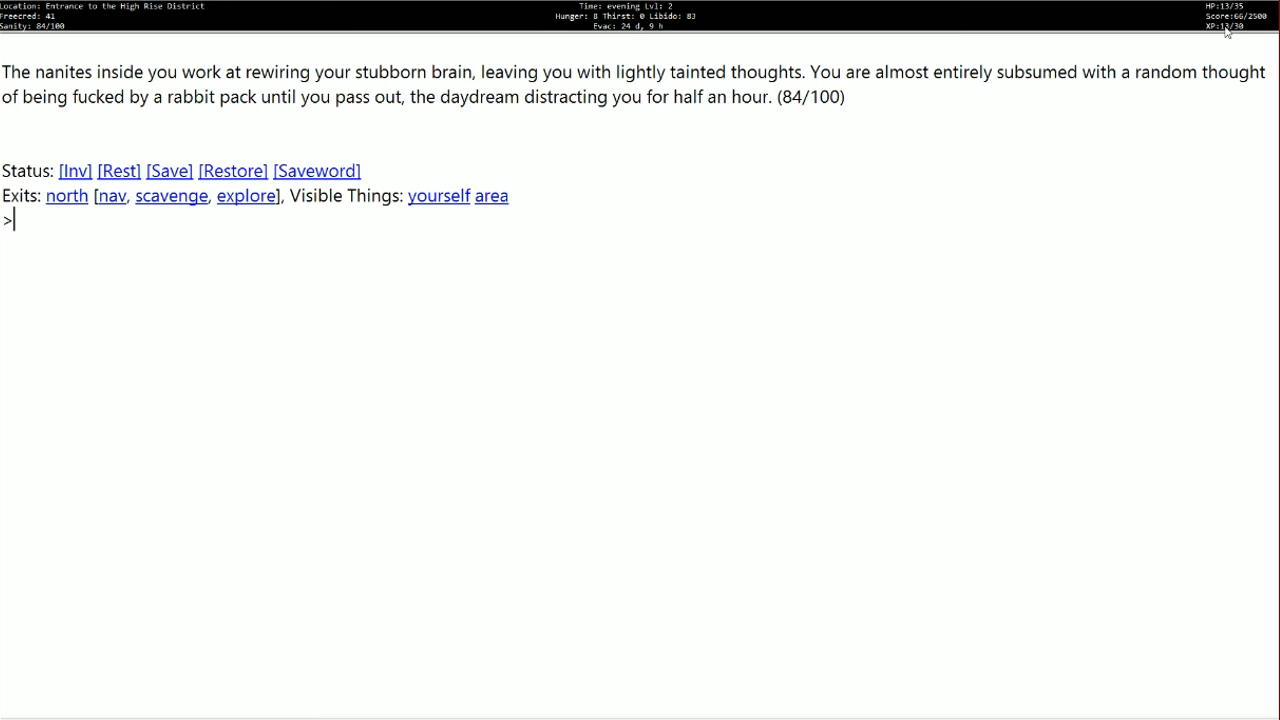 Location: Entrance to the High Rise District
Time: evening Lvl: 2
HP:13/35
Freecred: 41
Hunger: 8 Thirst: 0 Libido: 83
Score:66/2500
Sanity: 84/100
Evac: 24 d, 9 h
XP:13/30
The nanites inside you work at rewiring your stubborn brain, leaving you with lightly tainted thoughts. You are almost entirely subsumed with a random thought
of being fucked by a rabbit pack until you pass out, the daydream distracting you for half an hour. (84/100)
Status: [Inv] [Rest] [Save] [Restore] [Saveword]
Exits: north [nav, scavenge, explore], Visible Things: yourself area
>